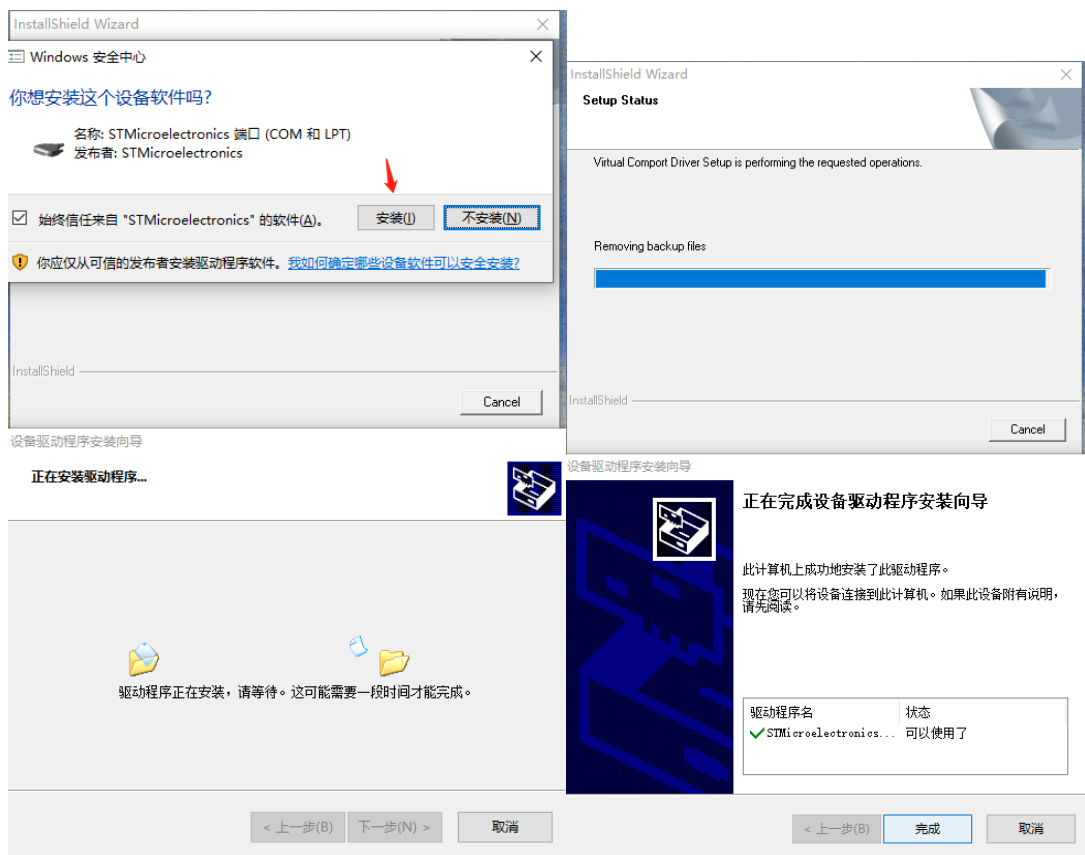 InstallShield Wizard
Windows 安全中心
你想安装这个设备软件吗?
名称: STMicroelectronics 端口 (COM 和 LPT)
发布者: STMicroelectronics
始终信任来自 "STMicroelectronics" 的软件(A)。
安装(I)
不安装(N)
你应仅从可信的发布者安装驱动程序软件。我如何确定哪些设备软件可以安全安装?
InstallShield
Cancel
InstallShield Wizard
Setup Status
Virtual Comport Driver Setup is performing the requested operations.
Removing backup files
InstallShield
Cancel
设备驱动程序安装向导
正在安装驱动程序...
驱动程序正在安装，请等待。这可能需要一段时间才能完成。
< 上一步(B)
下一步(N) >
取消
设备驱动程序安装向导
正在完成设备驱动程序安装向导
此计算机上成功地安装了此驱动程序。
现在您可以将设备连接到此计算机。如果此设备附有说明，
请先阅读。
驱动程序名
状态
STMicroelectronics...
可以使用了
< 上一步(B)
完成
取消